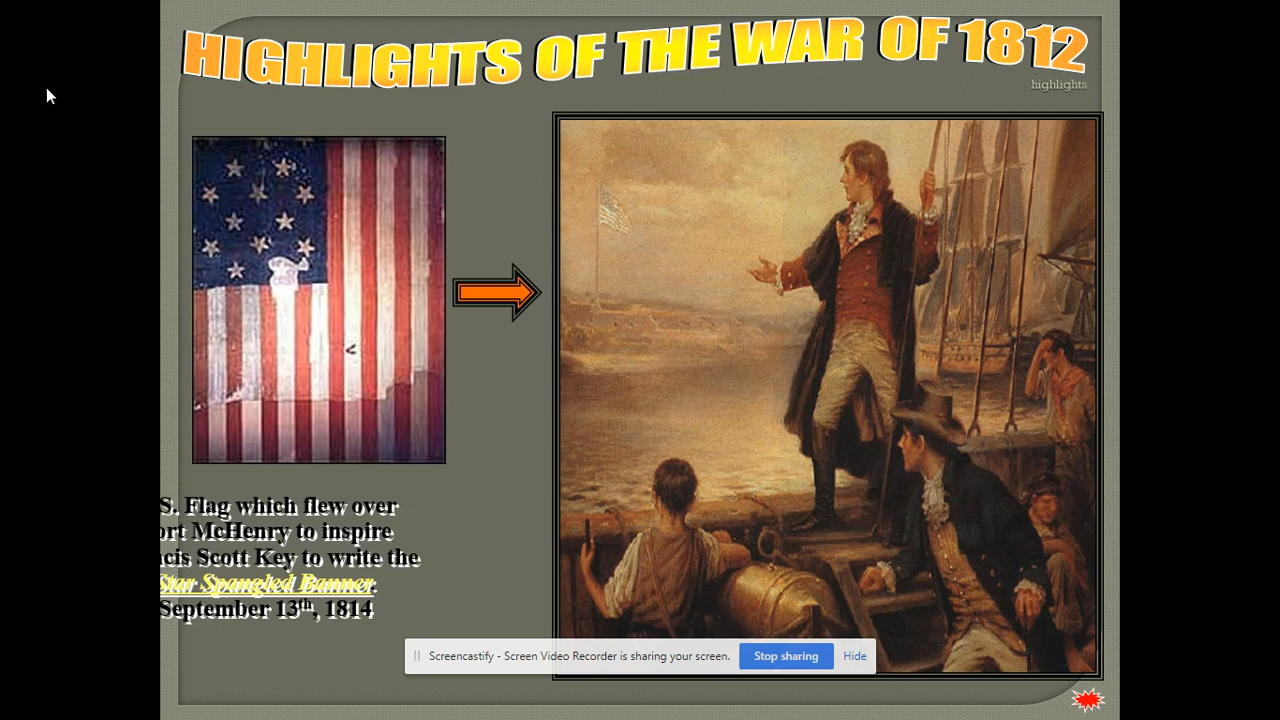 HIGHLIGHTS OF THE WAR OF 1812
highlights
S. Flag which flew over
ort McHenry to inspire
ncis Scott Key to write the
Star Spangled Banner.
September 13th, 1814
Screencastify - Screen Video Recorder is sharing your screen. Stop sharing Hide